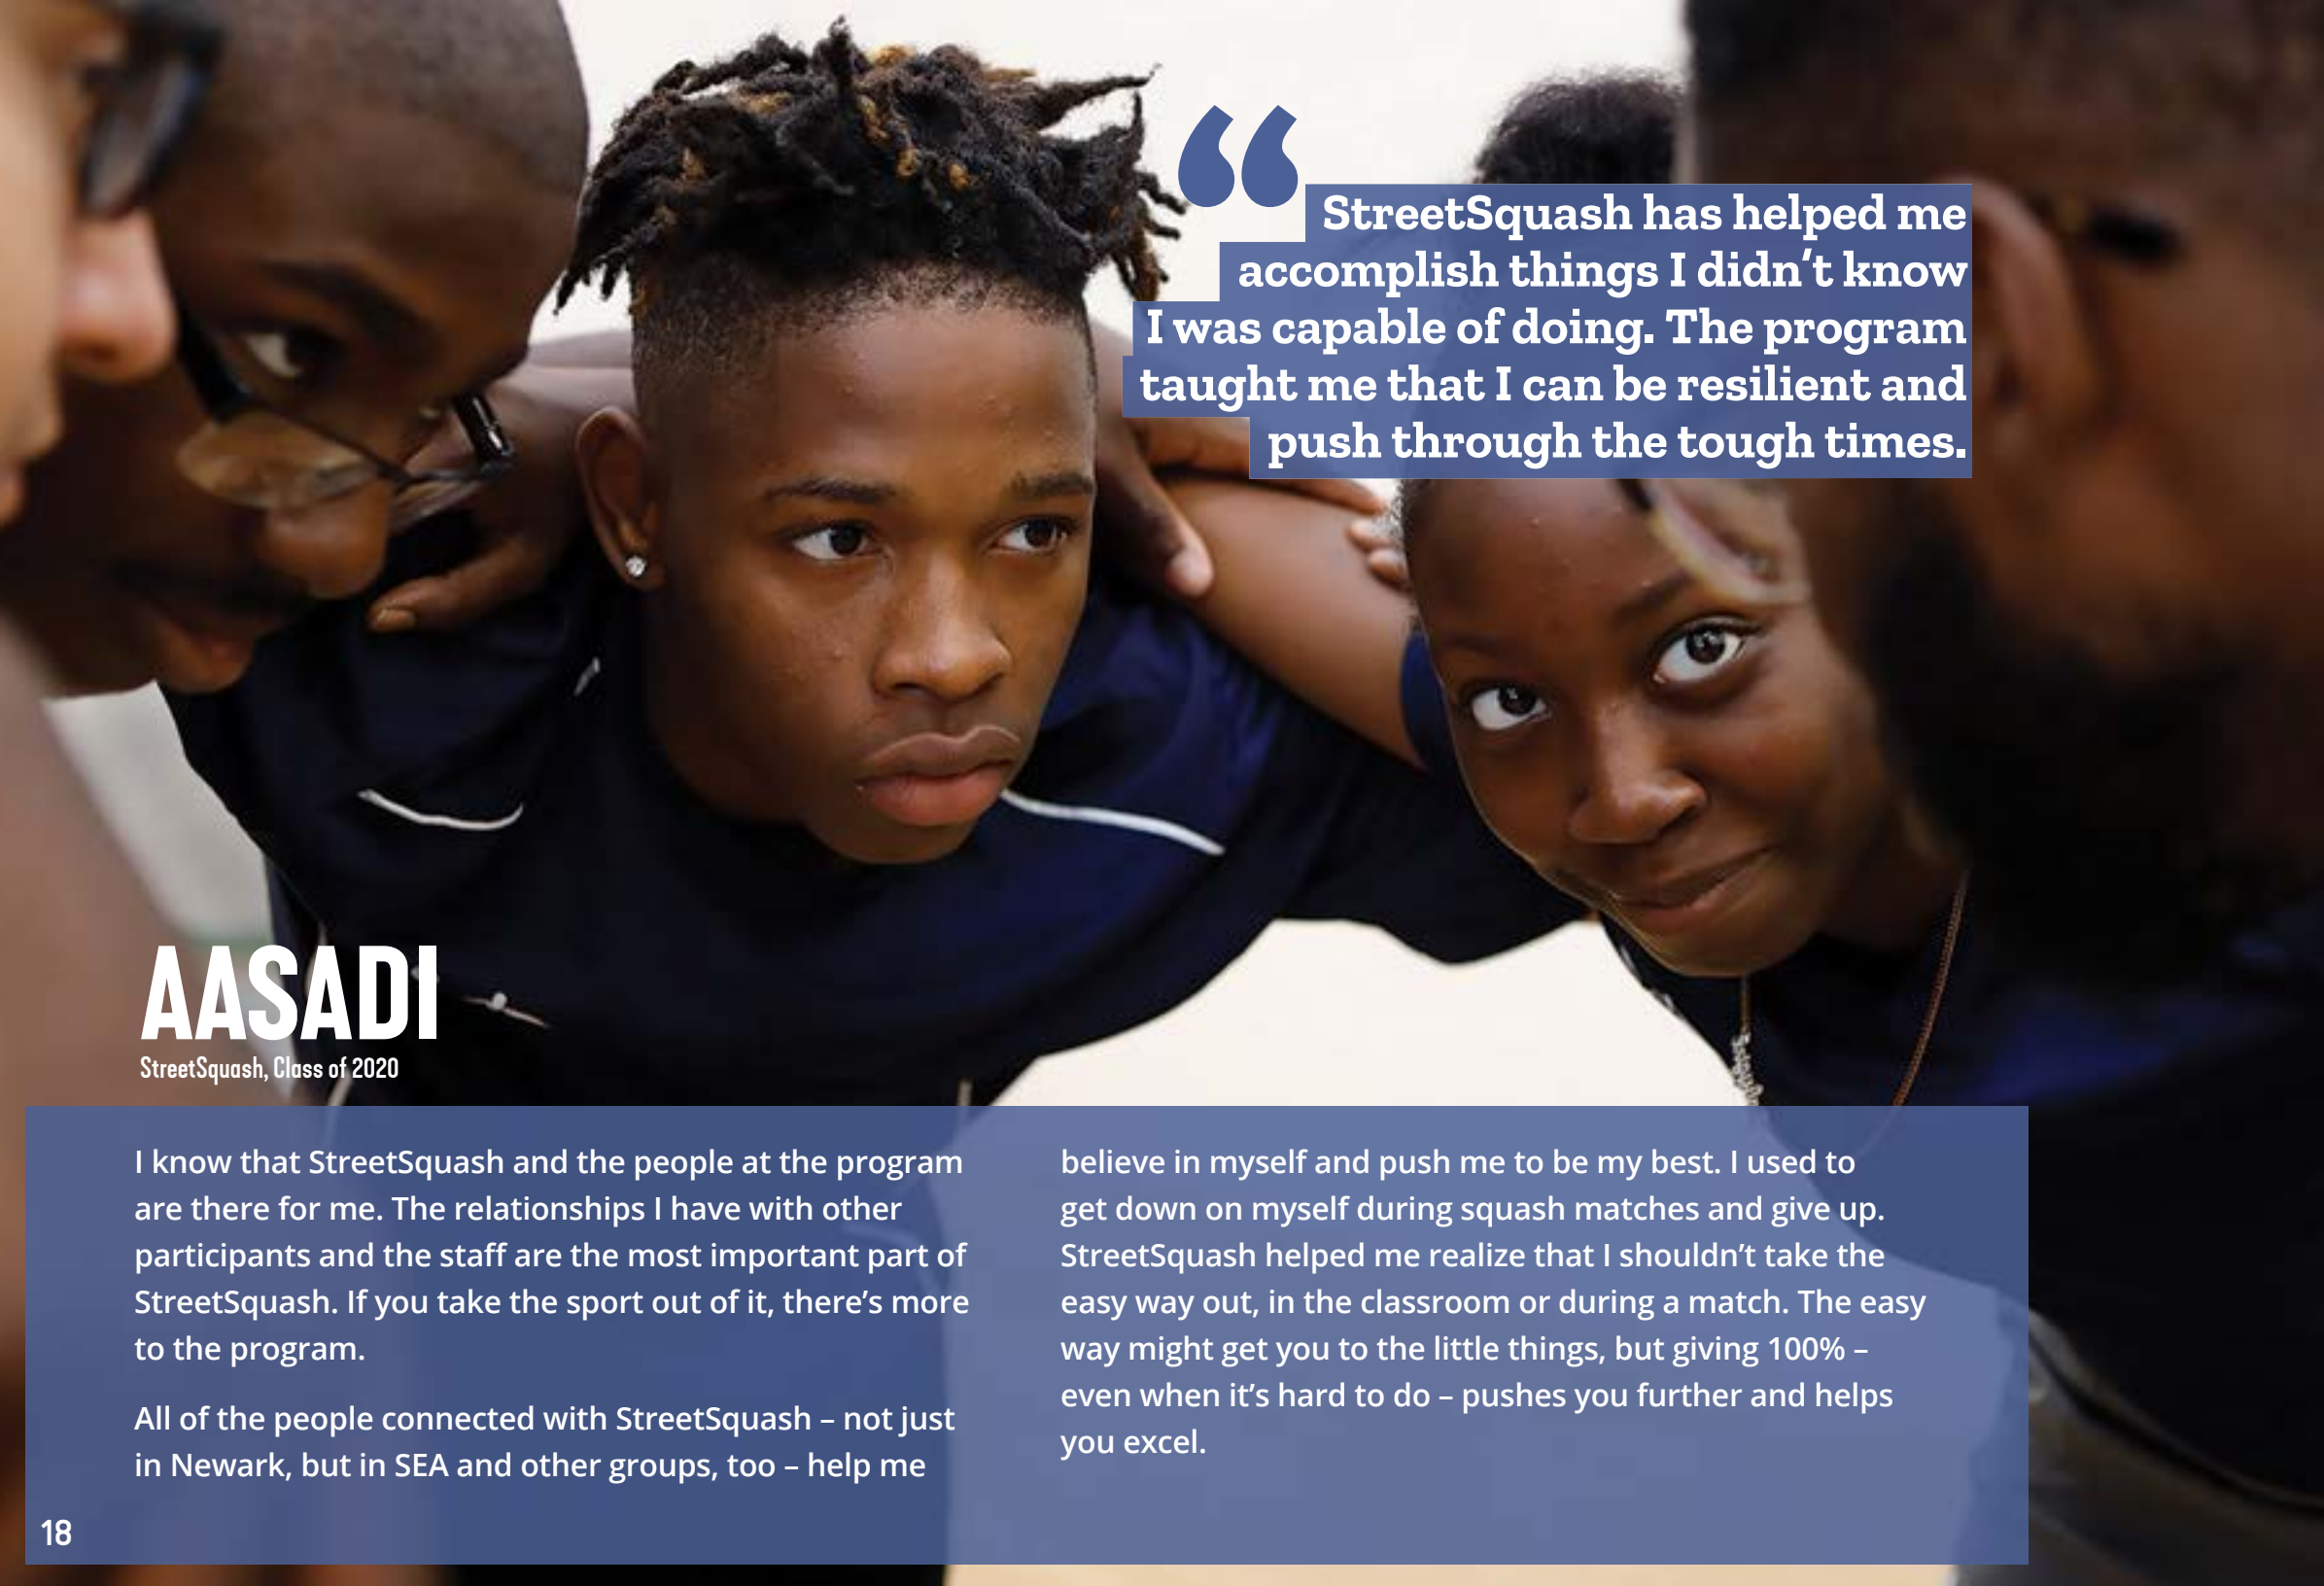 StreetSquash has helped me
accomplish things I didn't know
I was capable of doing. The program
taught me that I can be resilient and
push through the tough times.
AASADI
StreetSquash, Class of 2020
I know that StreetSquash and the people at the program
are there for me. The relationships I have with other
participants and the staff are the most important part of
StreetSquash. If you take the sport out of it, there’s more
to the program.
All of the people connected with StreetSquash – not just
in Newark, but in SEA and other groups, too – help me
believe in myself and push me to be my best. I used to
get down on myself during squash matches and give up.
StreetSquash helped me realize that I shouldn’t take the
easy way out, in the classroom or during a match. The easy
way might get you to the little things, but giving 100% –
even when it’s hard to do – pushes you further and helps
you excel.
18